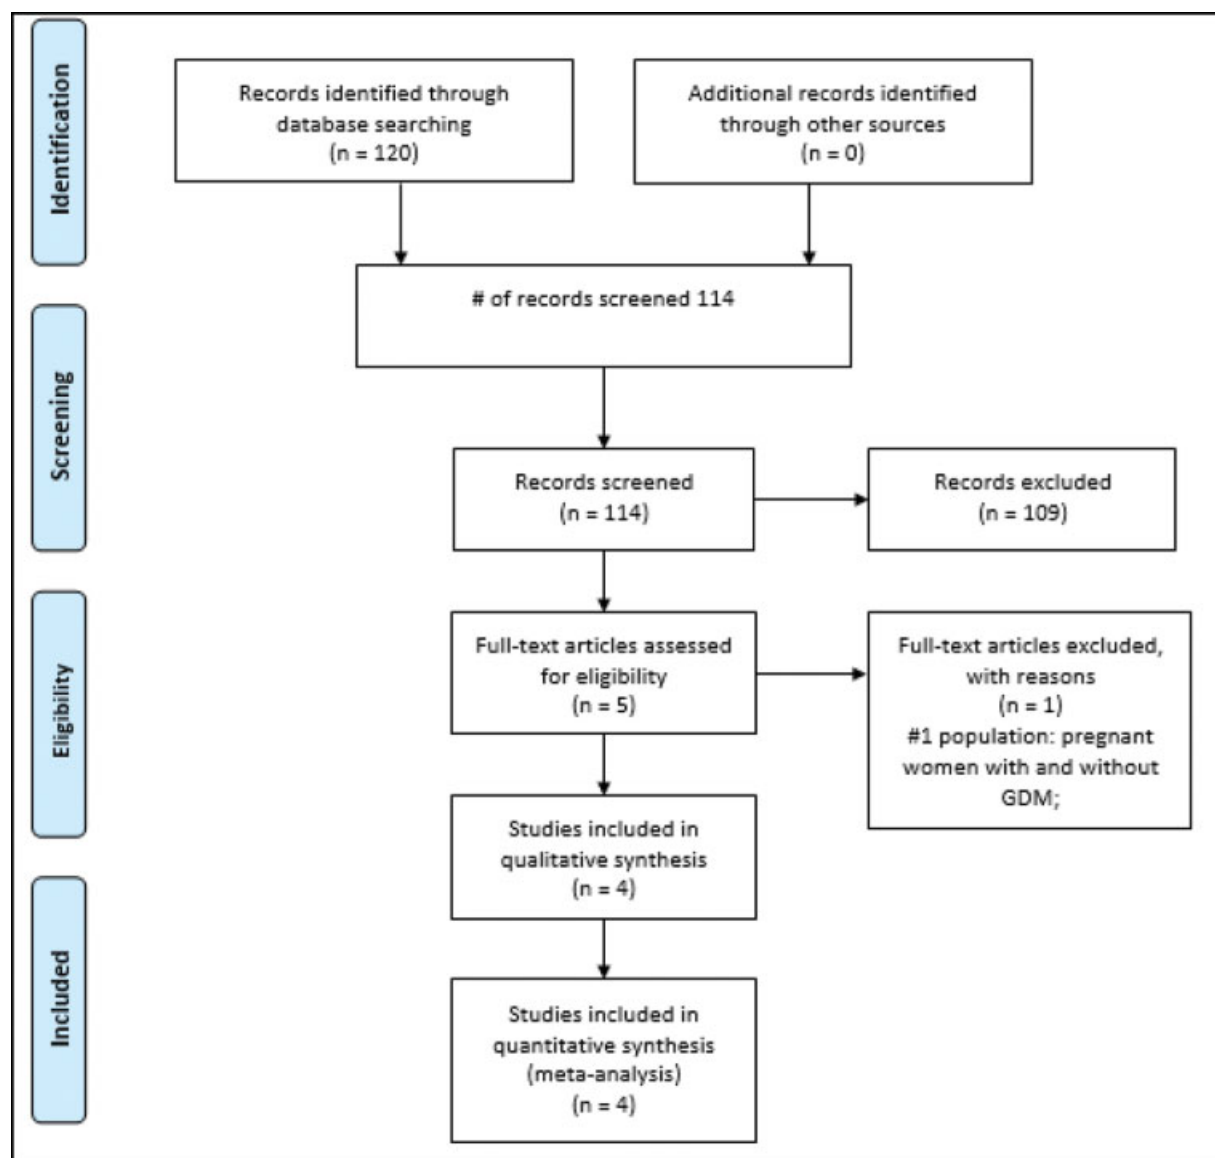 Identification
Records identified through
database searching
(n = 120)
Additional records identified
through other sources
(n = 0)
# of records screened 114
Screening
Records screened
(n = 114)
Records excluded
(n = 109)
Eligibility
Full-text articles assessed
for eligibility
(n = 5)
Full-text articles excluded,
with reasons
(n = 1)
#1 population: pregnant
women with and without
GDM;
Studies included in
qualitative synthesis
(n = 4)
Included
Studies included in
quantitative synthesis
(meta-analysis)
(n = 4)